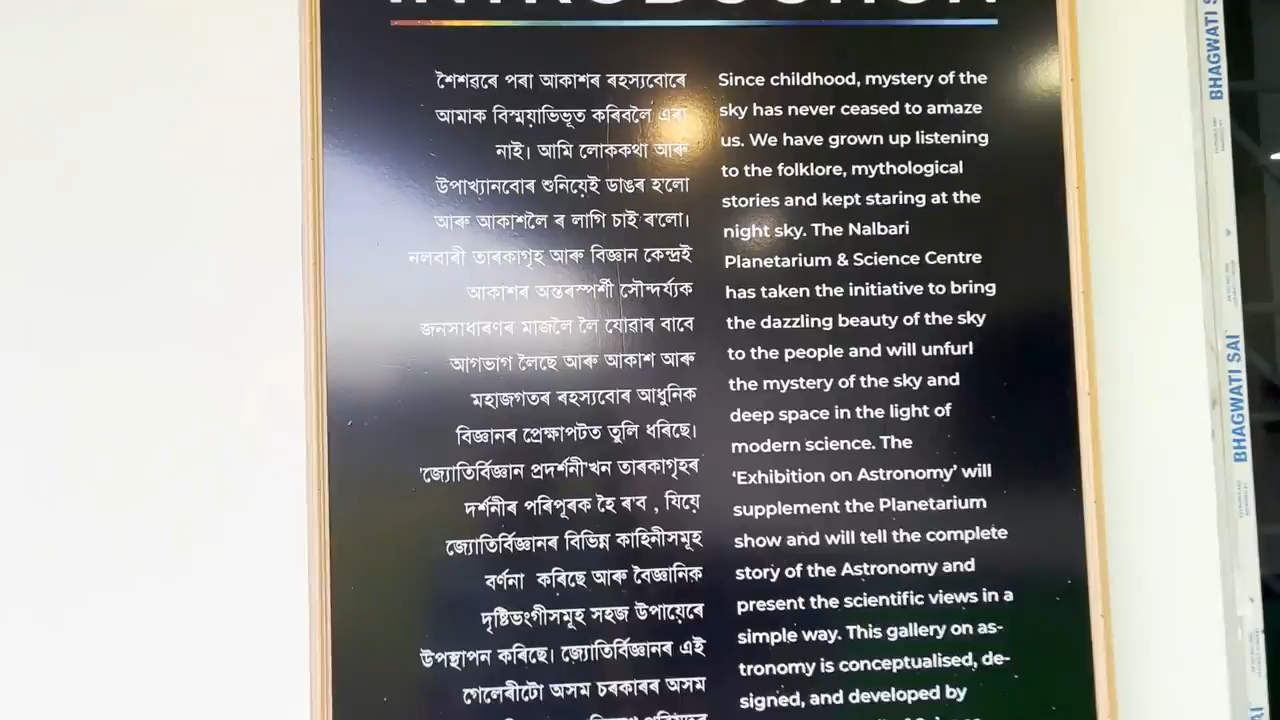 INTRODUCTION
শৈশৱৰে পৰা আকাশৰ ৰহস্যবোৰে
আমাক বিস্ময়াভিভূত কৰিবলৈ এৰা
নাই। আমি লোককথা আৰু
উপাখ্যানবোৰ শুনিয়েই ডাঙৰ হ'লো
আৰু আকাশলৈ ৰ লাগি চাই ৰ'লো।
নলবাৰী তাৰকাগৃহ আৰু বিজ্ঞান কেন্দ্ৰই
আকাশৰ অন্তৰস্পৰ্শী সৌন্দৰ্য্যক
জনসাধাৰণৰ মাজলৈ লৈ যোৱাৰ বাবে
আগভাগ লৈছে আৰু আকাশ আৰু
মহাজগতৰ ৰহস্যবোৰ আধুনিক
বিজ্ঞানৰ প্ৰেক্ষাপটত তুলি ধৰিছে।
'জ্যোতিৰ্বিজ্ঞান প্ৰদৰ্শনী'খন তাৰকাগৃহৰ
দৰ্শনীৰ পৰিপূৰক হৈ ৰ'ব , যিয়ে
জ্যোতিৰ্বিজ্ঞানৰ বিভিন্ন কাহিনীসমূহ
বৰ্ণনা কৰিছে আৰু বৈজ্ঞানিক
দৃষ্টিভংগীসমূহ সহজ উপায়েৰে
উপস্থাপন কৰিছে। জ্যোতিৰ্বিজ্ঞানৰ এই
গেলেৰীটো অসম চৰকাৰৰ অসম
Since childhood, mystery of the
sky has never ceased to amaze
us. We have grown up listening
to the folklore, mythological
stories and kept staring at the
night sky. The Nalbari
Planetarium & Science Centre
has taken the initiative to bring
the dazzling beauty of the sky
to the people and will unfurl
the mystery of the sky and
deep space in the light of
modern science. The
‘Exhibition on Astronomy’ will
supplement the Planetarium
show and will tell the complete
story of the Astronomy and
present the scientific views in a
simple way. This gallery on as-
tronomy is conceptualised, de-
signed, and developed by
BHAGWATI SAI
BHAGWATI SAI